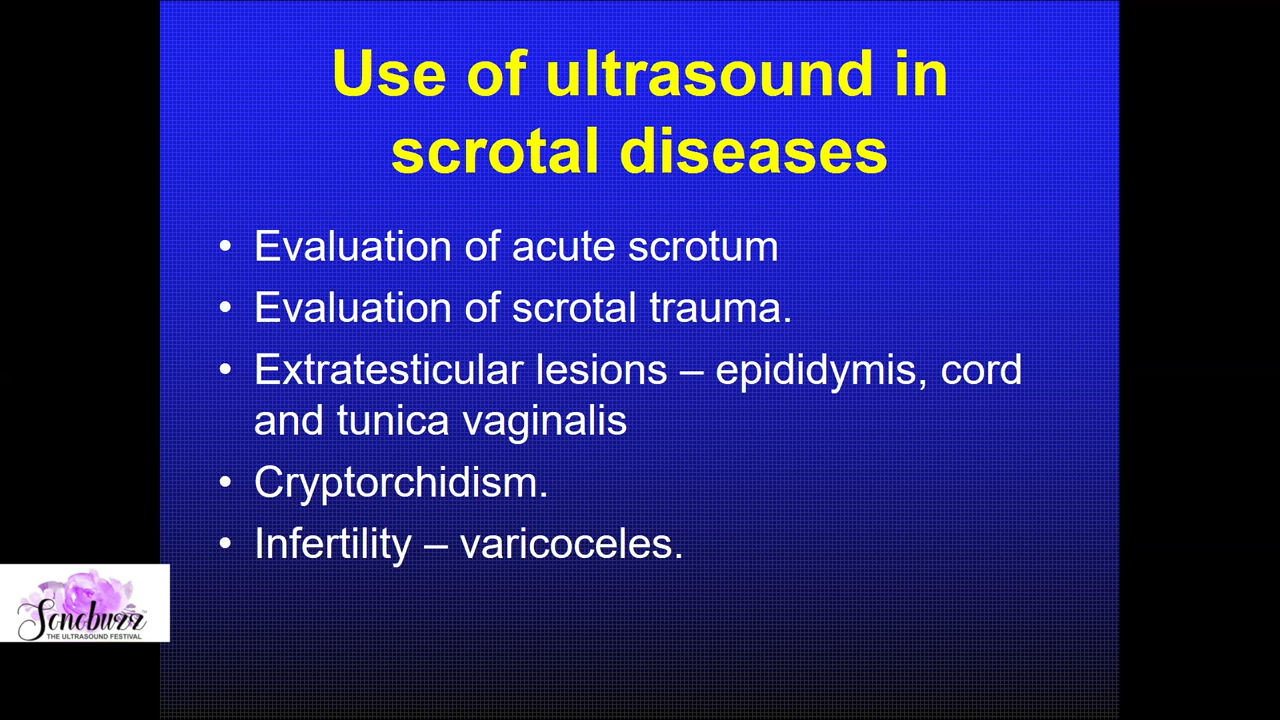 Use of ultrasound in
scrotal diseases
• Evaluation of acute scrotum
• Evaluation of scrotal trauma.
• Extratesticular lesions – epididymis, cord
and tunica vaginalis
• Cryptorchidism.
• Infertility – varicoceles.
Sonobuzz
THE ULTRASOUND FESTIVAL